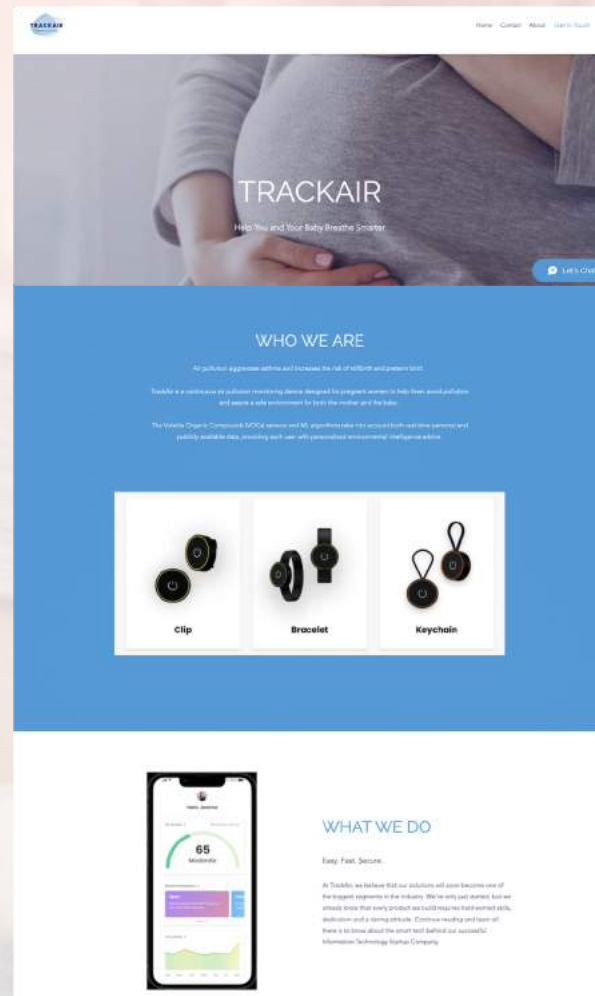 TRACKAIR
Home Contact About Get In Touch
TRACKAIR
Help You and Your Baby Breathe Smarter
Let's Chat
WHO WE ARE
Air pollution aggravates asthma and increases the risk of stillbirth and preterm birth.
TrackAir is a continuous air pollution monitoring device designed for pregnant women to help them avoid pollution
and assure a safe environment for both the mother and the baby.
The Volatile Organic Compounds (VOCs) sensors and ML algorithms take into account both real-time personal and
publicly available data, providing each user with personalized environmental intelligence advice.
Clip
Bracelet
Keychain
Hello,
65
Moderate
WHAT WE DO
Easy. Fast. Secure.
At TrackAir, we believe that our solutions will soon become one of
the biggest segments in the industry. We've only just started, but we
already know that every product we build requires hard-earned skills,
dedication and a daring attitude. Continue reading and learn all
there is to know about the smart tech behind our successful
Information Technology Startup Company.